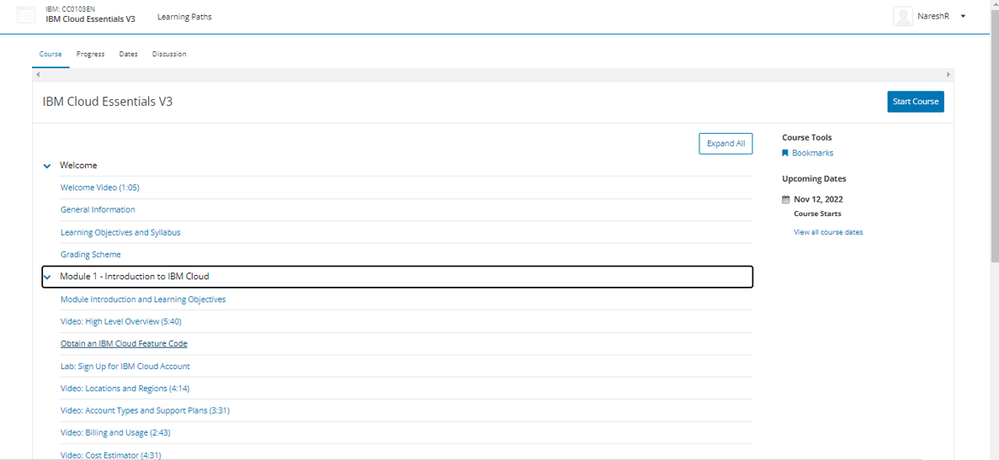 IBM: CC0103EN
IBM Cloud Essentials V3
Learning Paths
NareshR
Course Progress Dates Discussion
IBM Cloud Essentials V3
Start Course
Expand All
Welcome
Welcome Video (1:05)
General Information
Learning Objectives and Syllabus
Grading Scheme
Module 1 - Introduction to IBM Cloud
Module Introduction and Learning Objectives
Video: High Level Overview (5:40)
Obtain an IBM Cloud Feature Code
Lab: Sign Up for IBM Cloud Account
Video: Locations and Regions (4:14)
Video: Account Types and Support Plans (3:31)
Video: Billing and Usage (2:43)
Video: Cost Estimator (4:31)
Course Tools
Bookmarks
Upcoming Dates
Nov 12, 2022
Course Starts
View all course dates